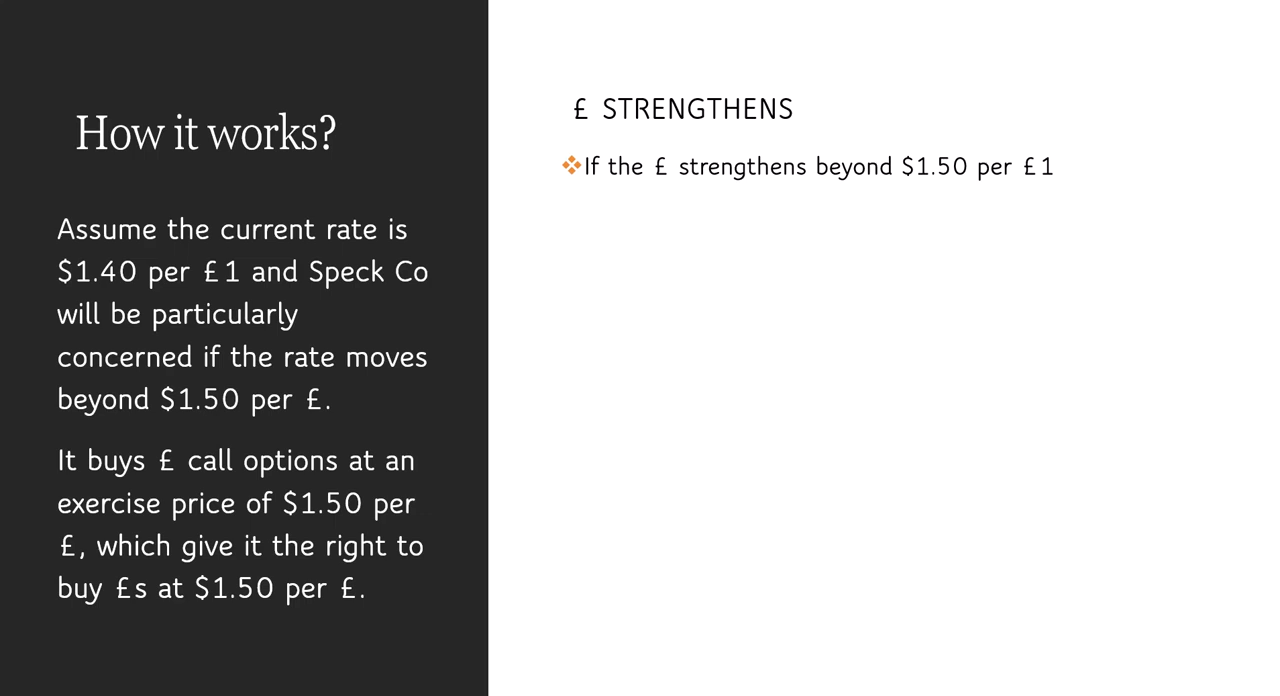 How it works?
Assume the current rate is
$1.40 per £1 and Speck Co
will be particularly
concerned if the rate moves
beyond $1.50 per £.
It buys £ call options at an
exercise price of $1.50 per
£, which give it the right to
buy £s at $1.50 per £.
£ STRENGTHENS
❖If the £ strengthens beyond $1.50 per £1